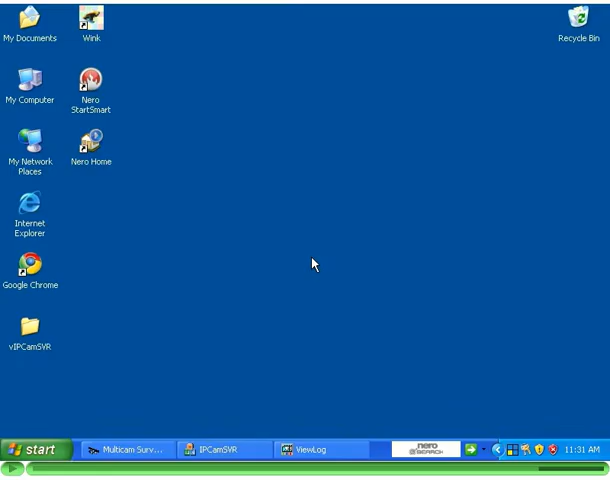 My Documents
Wink
Recycle Bin
My Computer
Nero
StartSmart
My Network
Places
Nero Home
Internet
Explorer
Google Chrome
vIPCamSVR
start
Multicam Surv...
IPCamSVR
ViewLog
nero
SEARCH
11:31 AM